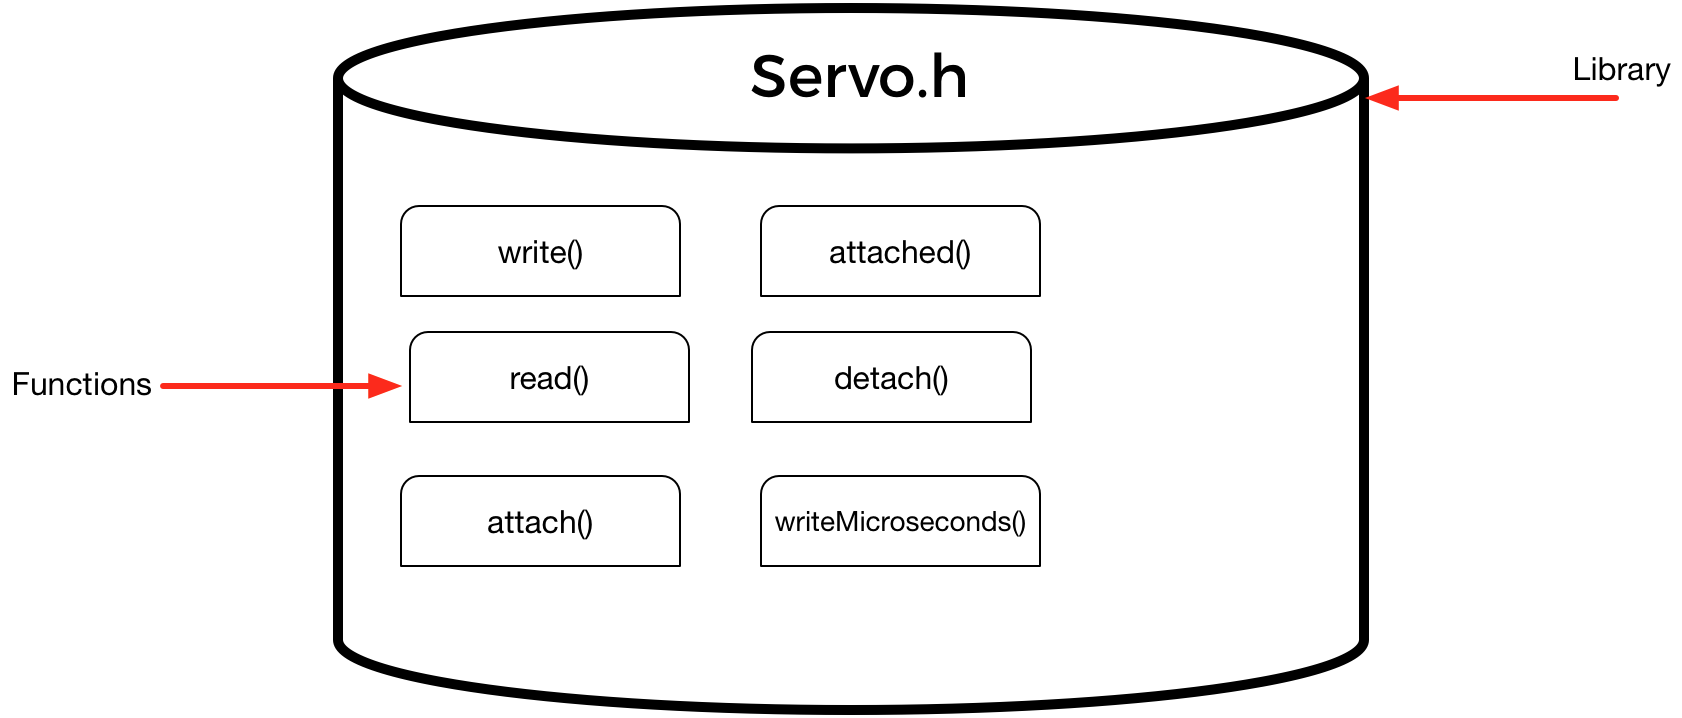 Servo.h
Library
write()
attached()
read()
detach()
Functions
attach()
writeMicroseconds()